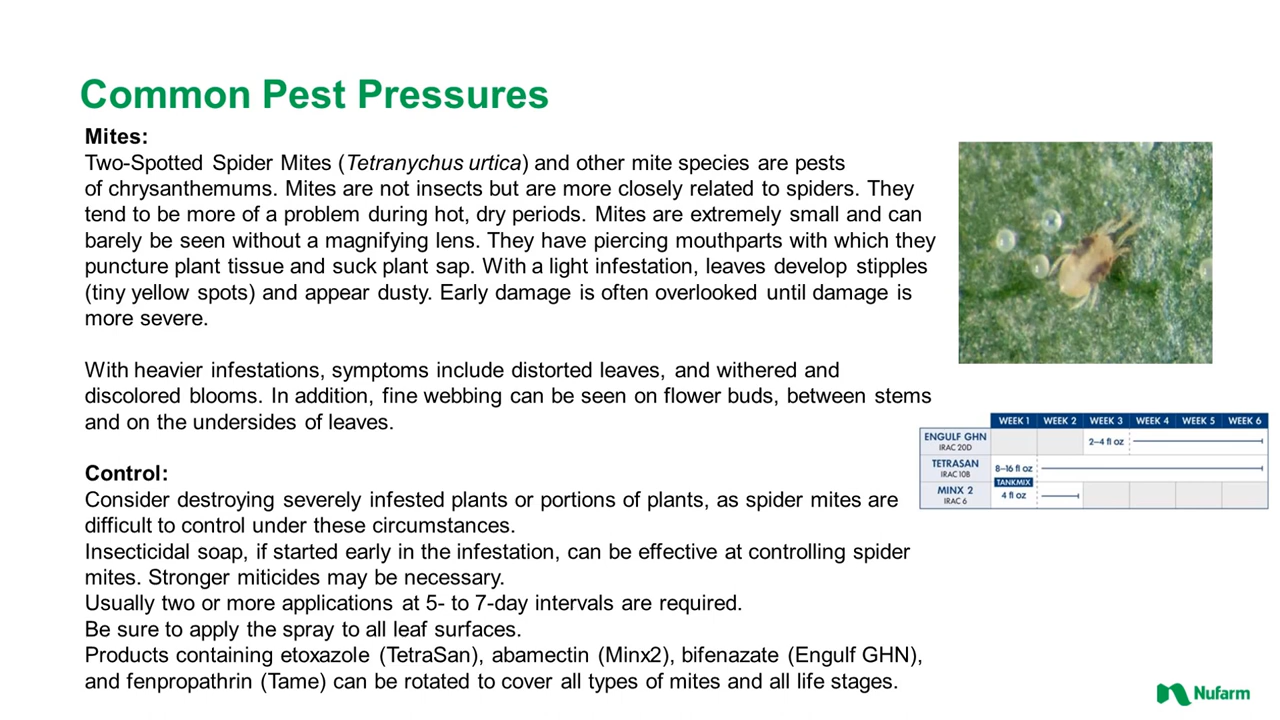 Common Pest Pressures
Mites:
Two-Spotted Spider Mites (Tetranychus urtica) and other mite species are pests
of chrysanthemums. Mites are not insects but are more closely related to spiders. They
tend to be more of a problem during hot, dry periods. Mites are extremely small and can
barely be seen without a magnifying lens. They have piercing mouthparts with which they
puncture plant tissue and suck plant sap. With a light infestation, leaves develop stipples
(tiny yellow spots) and appear dusty. Early damage is often overlooked until damage is
more severe.
With heavier infestations, symptoms include distorted leaves, and withered and
discolored blooms. In addition, fine webbing can be seen on flower buds, between stems
and on the undersides of leaves.
Control:
Consider destroying severely infested plants or portions of plants, as spider mites are
difficult to control under these circumstances.
Insecticidal soap, if started early in the infestation, can be effective at controlling spider
mites. Stronger miticides may be necessary.
Usually two or more applications at 5- to 7-day intervals are required.
Be sure to apply the spray to all leaf surfaces.
Products containing etoxazole (TetraSan), abamectin (Minx2), bifenazate (Engulf GHN),
and fenpropathrin (Tame) can be rotated to cover all types of mites and all life stages.
WEEK 1 WEEK 2 WEEK 3 WEEK 4 WEEK 5 WEEK 6
ENGULF GHN
IRAC 20D
2–4 fl oz
TETRASAN
IRAC 10B
8–16 fl oz
TANKMIX
MINX 2
IRAC 6
4 fl oz
Nufarm